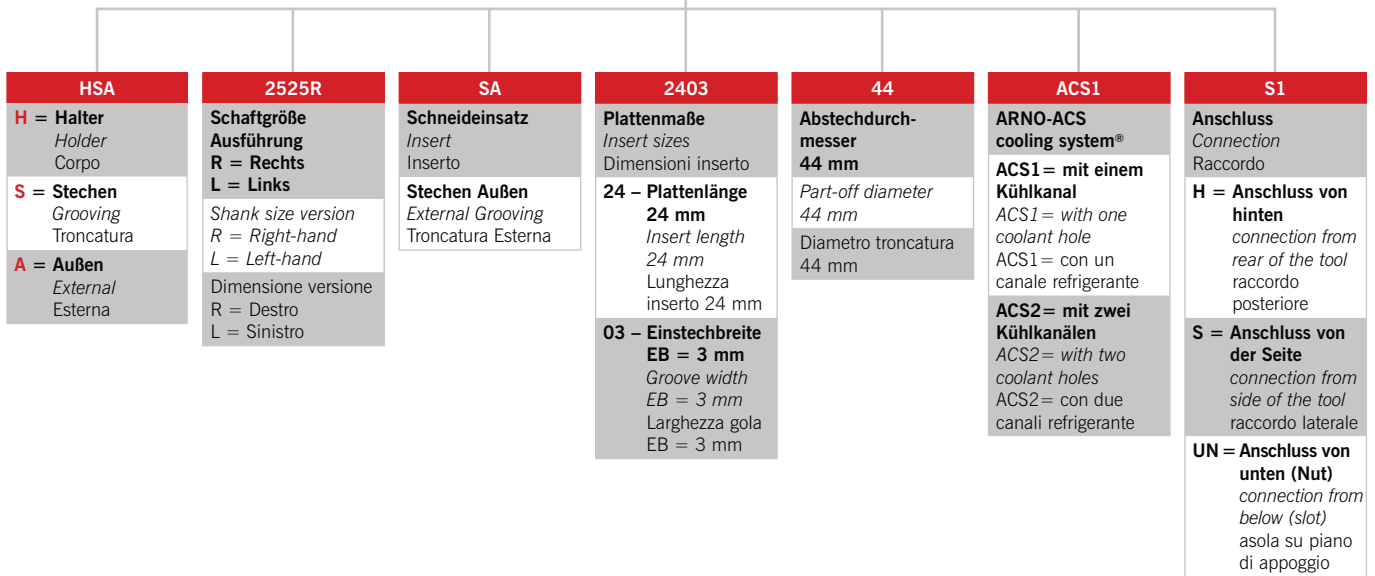 HSA
H = Halter
Holder
Corpo
S = Stechen
Grooving
Troncatura
A = Außen
External
Esterna
2525R
Schaftgröße
Ausführung
R = Rechts
L = Links
Shank size version
R = Right-hand
L = Left-hand
Dimensione versione
R = Destro
L = Sinistro
SA
Schneideinsatz
Insert
Inserto
Stechen Außen
External Grooving
Troncatura Esterna
2403
Plattenmaße
Insert sizes
Dimensioni inserto
24 – Plattenlänge
24 mm
Insert length
24 mm
Lunghezza
inserto 24 mm
03 – Einstechbreite
EB = 3 mm
Groove width
EB = 3 mm
Larghezza gola
EB = 3 mm
44
Abstechdurch-
messer
44 mm
Part-off diameter
44 mm
Diametro troncatura
44 mm
ACS1
ARNO-ACS
cooling system®
ACS1= mit einem
Kühlkanal
ACS1= with one
coolant hole
ACS1= con un
canale refrigerante
ACS2= mit zwei
Kühlkanälen
ACS2= with two
coolant holes
ACS2= con due
canali refrigerante
S1
Anschluss
Connection
Raccordo
H = Anschluss von
hinten
connection from
rear of the tool
raccordo
posteriore
S = Anschluss von
der Seite
connection from
side of the tool
raccordo laterale
UN = Anschluss von
unten (Nut)
connection from
below (slot)
asola su piano
di appoggio